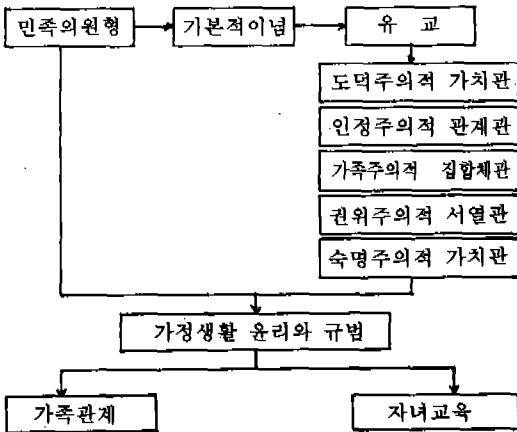 민족의원형
기본적이념
유 교
도덕주의적 가치관
인정주의적 관계관
가족주의적 집합체관
권위주의적 서열관
숙명주의적 가치관
가정생활 윤리와 규범
가족관계
자녀교육